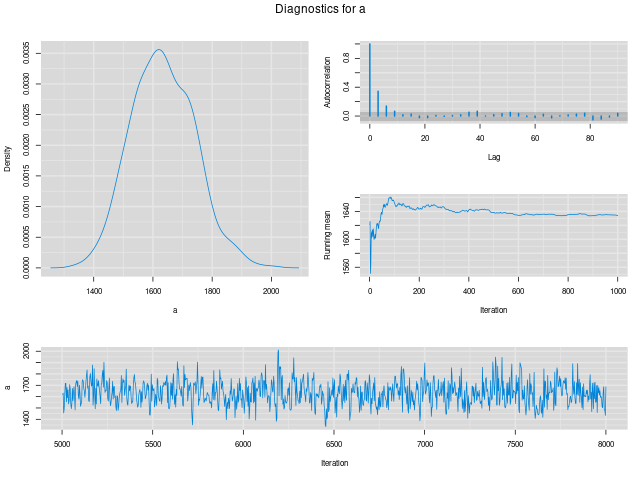 Diagnostics for a
Density
0.0000 0.0005 0.0010 0.0015 0.0020 0.0025 0.0030 0.0035
1400 1600 1800 2000
a
Autocorrelation
0.0 0.4 0.8
0 20 40 60 80
Lag
Running mean
1560 1600 1640
0 200 400 600 800 1000
Iteration
a
1400 1700 2000
5000 5500 6000 6500 7000 7500 8000
Iteration